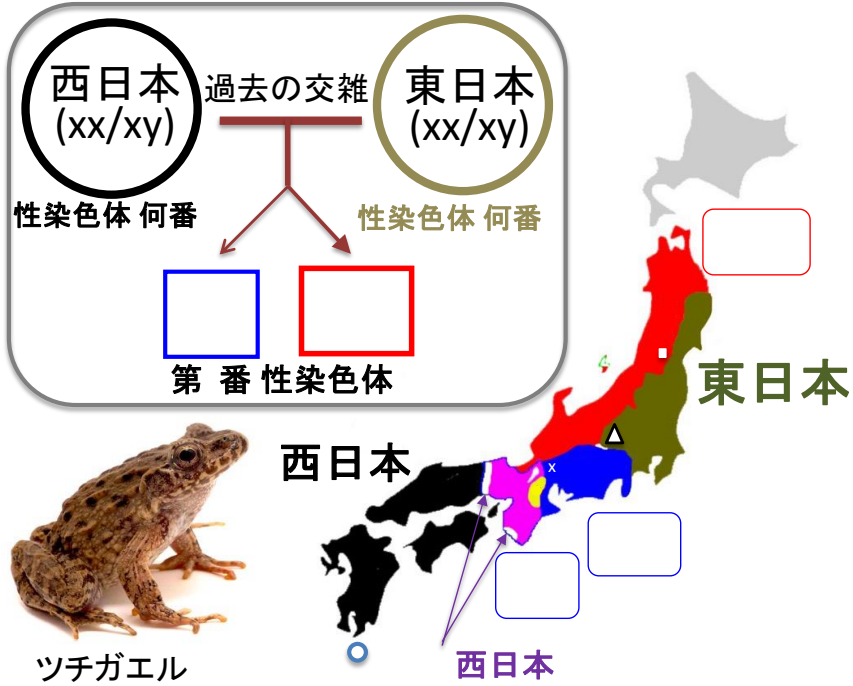 西日本
(xx/xy)
過去の交雑
東日本
(xx/xy)
性染色体 何番
性染色体 何番
第 番 性染色体
東日本
西日本
x
西日本
ツチガエル